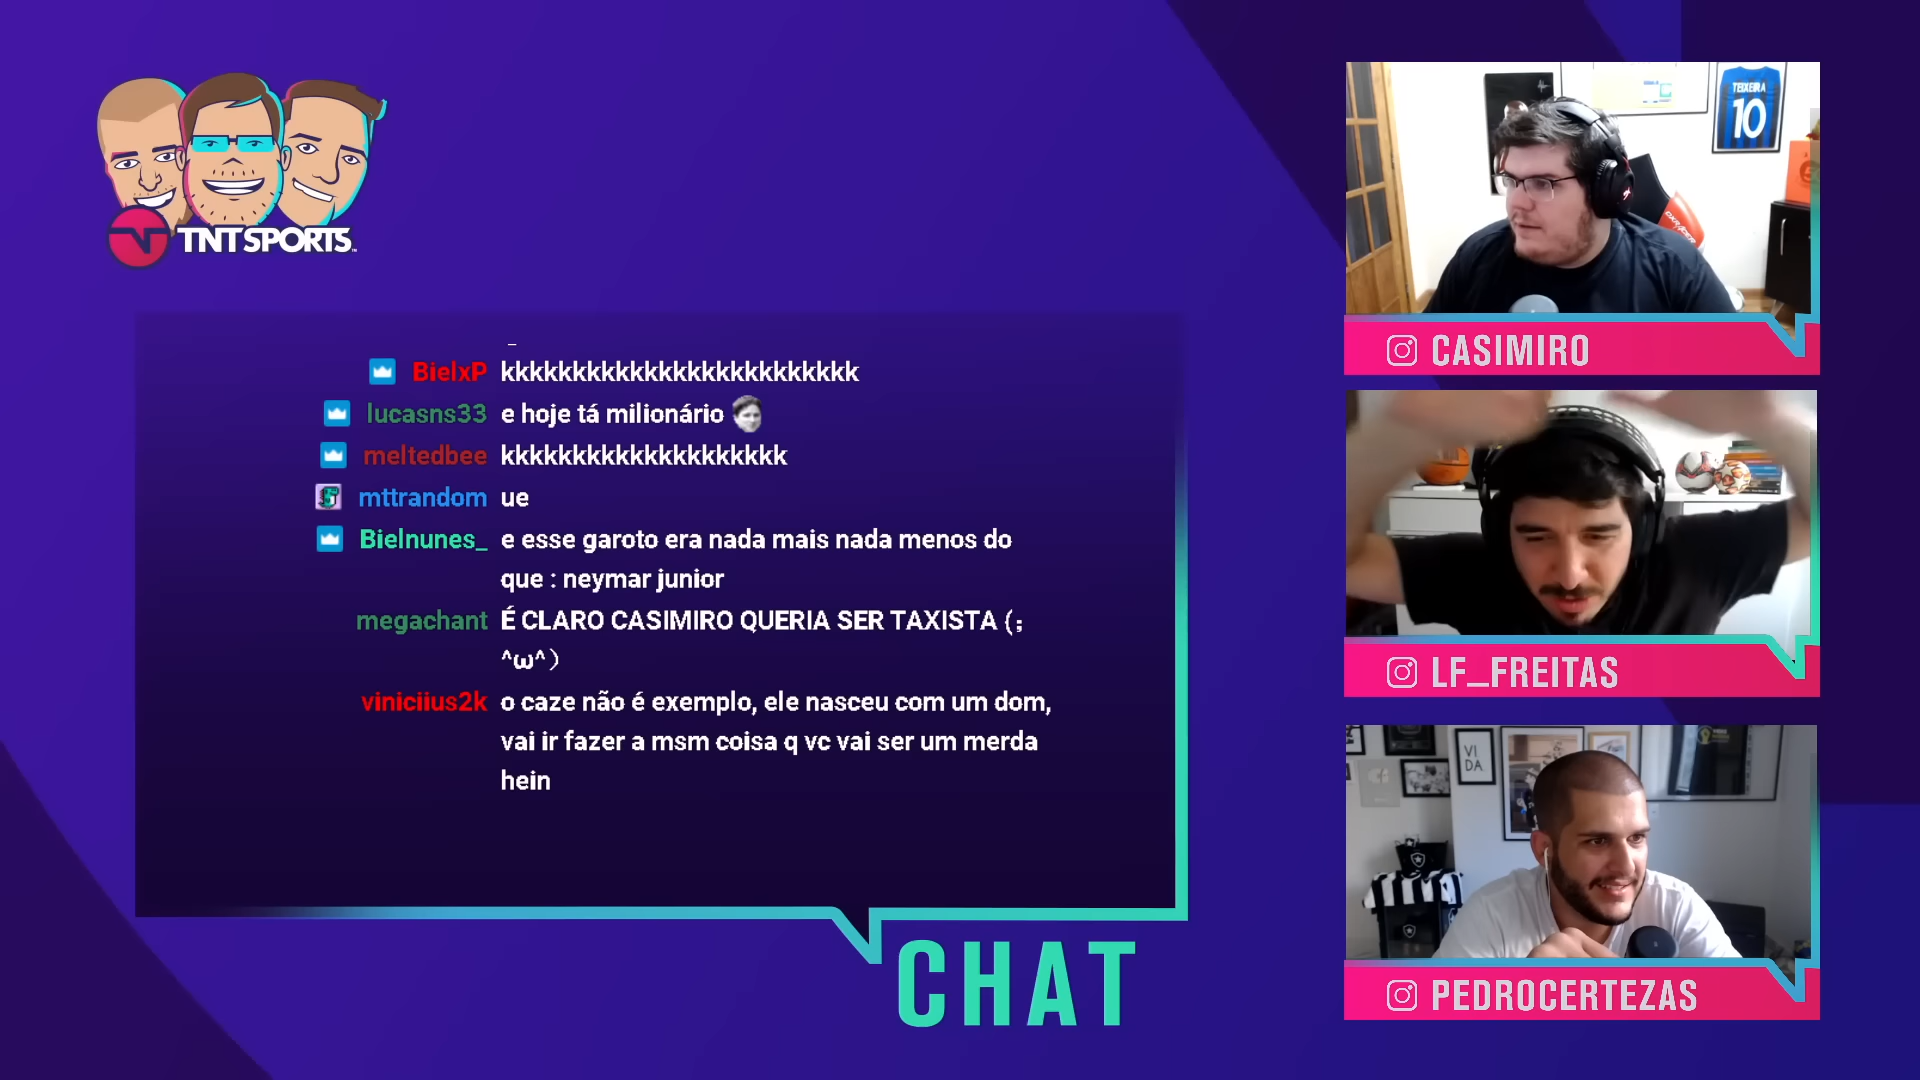 TNT SPORTS
BielxP kkkkkkkkkkkkkkkkkkkkkkkkk
lucasns33 e hoje tá milionário
meltedbee kkkkkkkkkkkkkkkkkkkk
mttrandom ue
Bielnunes_ e esse garoto era nada mais nada menos do
que : neymar junior
megachant É CLARO CASIMIRO QUERIA SER TAXISTA (;
^ω^)
viniciius2k o caze não é exemplo, ele nasceu com um dom,
vai ir fazer a msm coisa q vc vai ser um merda
hein
CHAT
TEIXEIRA
10
CASIMIRO
LF_FREITAS
VI
DA.
PEDROCERTEZAS